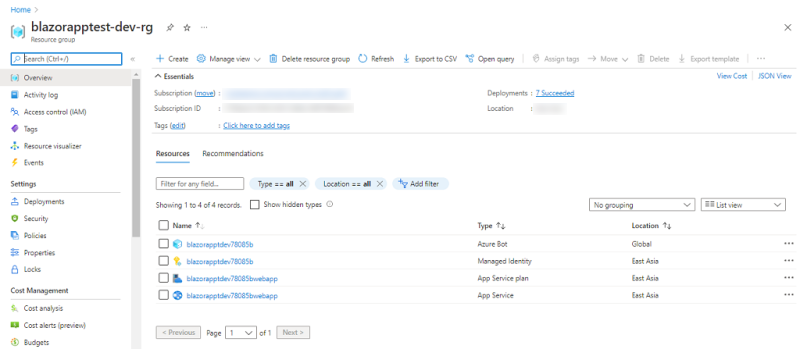 Home >
blazorapptest-dev-rg
Resource group
Search (Ctrl+/)
Overview
Activity log
Access control (IAM)
Tags
Resource visualizer
Events
Settings
Deployments
Security
Policies
Properties
Locks
Cost Management
Cost analysis
Cost alerts (preview)
Budgets
Create Manage view Delete resource group Refresh Export to CSV Open query Assign tags Move Delete Export template
Essentials View Cost JSON View
Subscription (move) : Deployments : 7 Succeeded
Subscription ID : Location :
Tags (edit) : Click here to add tags
Resources Recommendations
Filter for any field... Type == all Location == all Add filter
Showing 1 to 4 of 4 records. Show hidden types No grouping List view
Name Type Location
blazorapptdev78085b Azure Bot Global
blazorapptdev78085b Managed Identity East Asia
blazorapptdev78085bwebapp App Service plan East Asia
blazorapptdev78085bwebapp App Service East Asia
< Previous Page 1 of 1 Next >